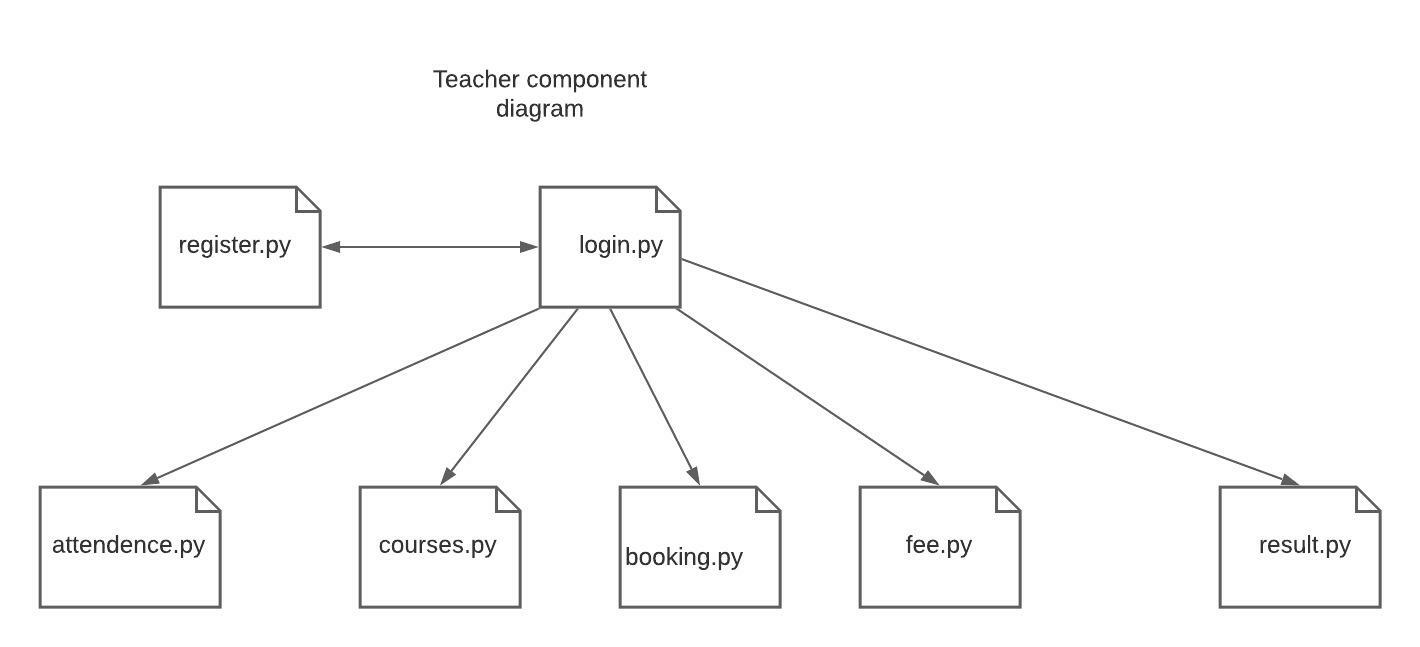 Teacher component
diagram
register.py
login.py
attendence.py
courses.py
booking.py
fee.py
result.py